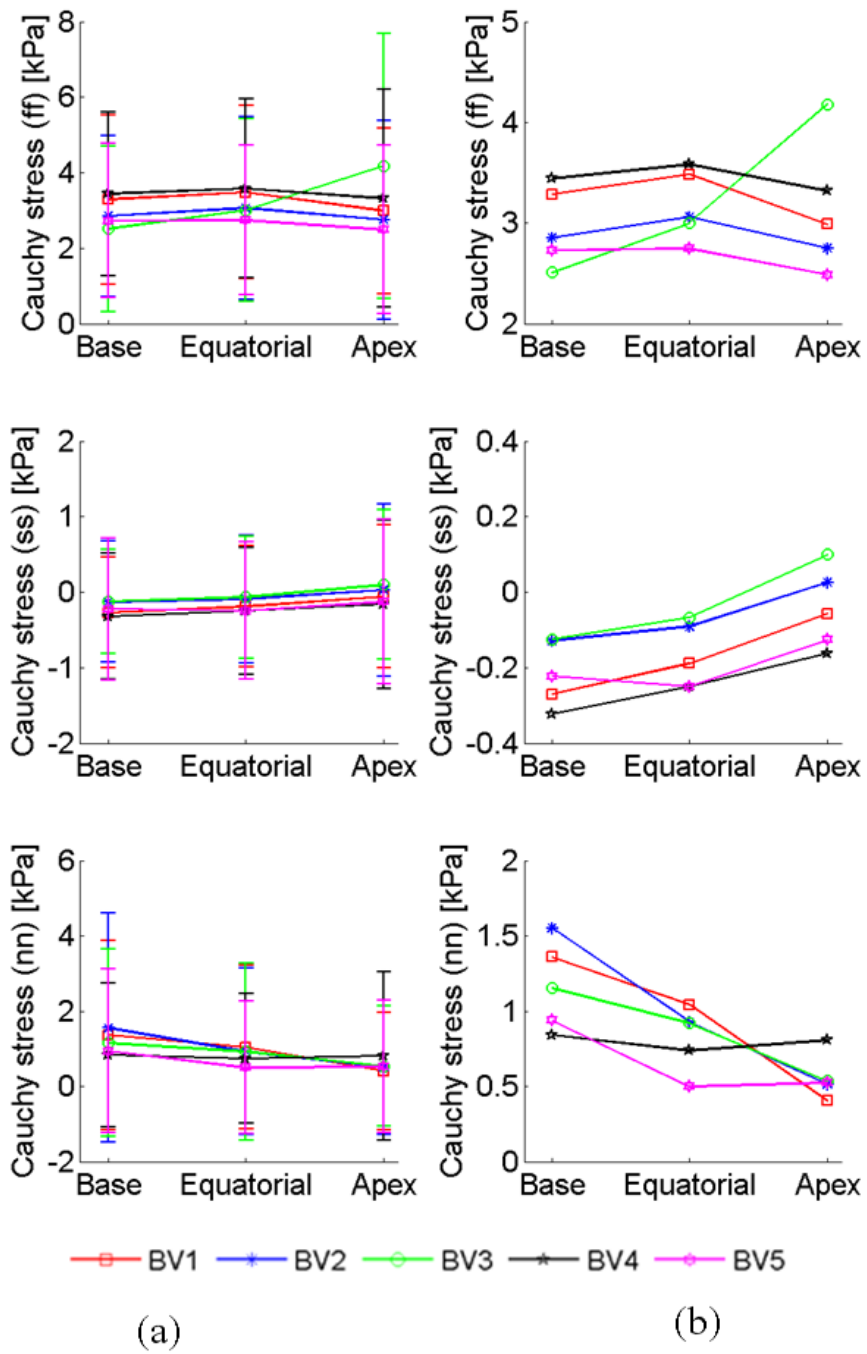 Cauchy stress (ff) [kPa]
8
6
4
2
0
Base Equatorial Apex
Cauchy stress (ff) [kPa]
5
4
3
2
Base Equatorial Apex
Cauchy stress (ss) [kPa]
2
1
0
-1
-2
Base Equatorial Apex
Cauchy stress (ss) [kPa]
0.4
0.2
0
-0.2
-0.4
Base Equatorial Apex
Cauchy stress (nn) [kPa]
6
4
2
0
-2
Base Equatorial Apex
Cauchy stress (nn) [kPa]
2
1.5
1
0.5
0
Base Equatorial Apex
BV1 BV2 BV3 BV4 BV5
(a) (b)